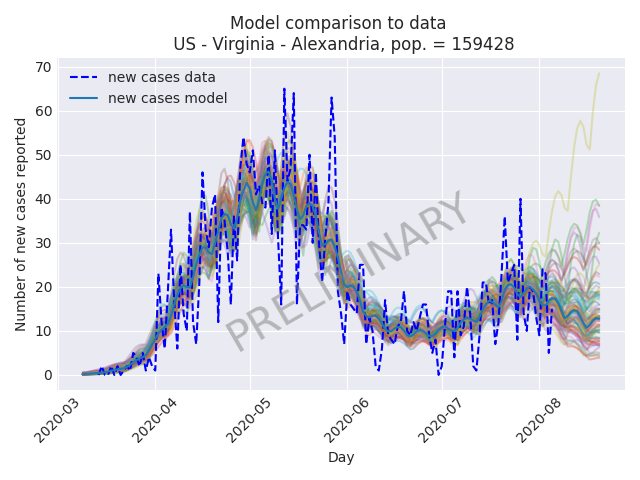 Model comparison to data
US - Virginia - Alexandria, pop. = 159428
new cases data
new cases model
Number of new cases reported
70
60
50
40
30
20
10
0
PRELIMINARY
2020-03
2020-04
2020-05
2020-06
2020-07
2020-08
Day